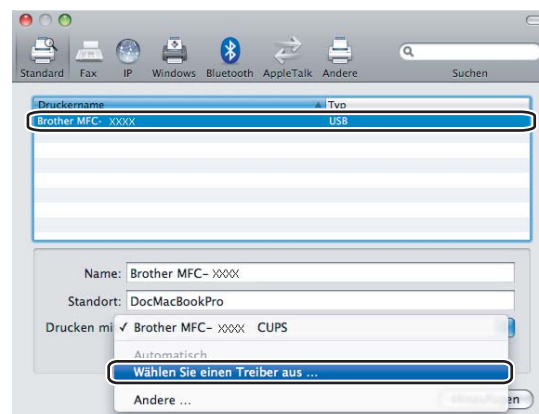 Standard Fax IP Windows Bluetooth AppleTalk Andere Suchen
Druckername Typ
Brother MFC- XXXX USB
Name: Brother MFC- XXXX
Standort: DocMacBookPro
Drucken mi ✓ Brother MFC- XXXX CUPS
Automatisch
Wählen Sie einen Treiber aus ...
Andere ...